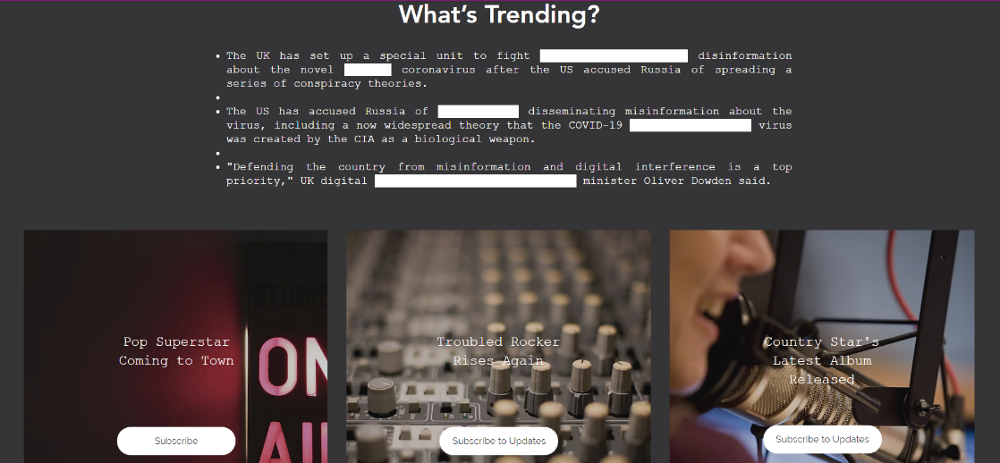 What's Trending?
The UK has set up a special unit to fight disinformation
about the novel coronavirus after the US accused Russia of spreading a
series of conspiracy theories.
The US has accused Russia of disseminating misinformation about the
virus, including a now widespread theory that the COVID-19 virus
was created by the CIA as a biological weapon.
"Defending the country from misinformation and digital interference is a top
priority," UK digital minister Oliver Dowden said.
STUDIO
ON
AI
Pop Superstar
Coming to Town
Subscribe
Troubled Rocker
Rises Again
Subscribe to Updates
Country Star's
Latest Album
Released
Subscribe to Updates